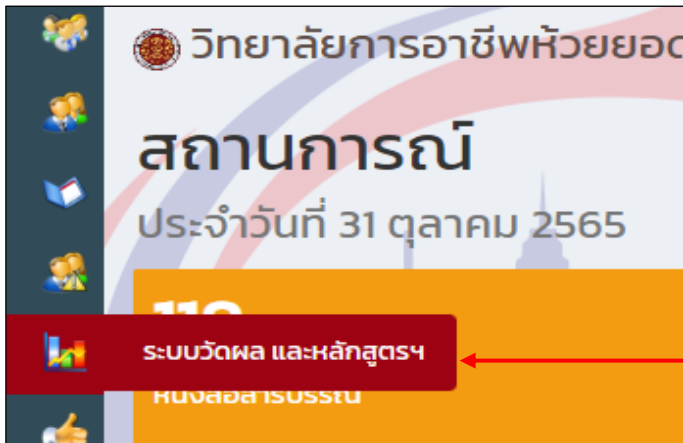 วิทยาลัยการอาชีพห้วยยอด
สถานการณ์
ประจำวันที่ 31 ตุลาคม 2565
ระบบวัดผล และหลักสูตรฯ
หนังสือสารบรรณ